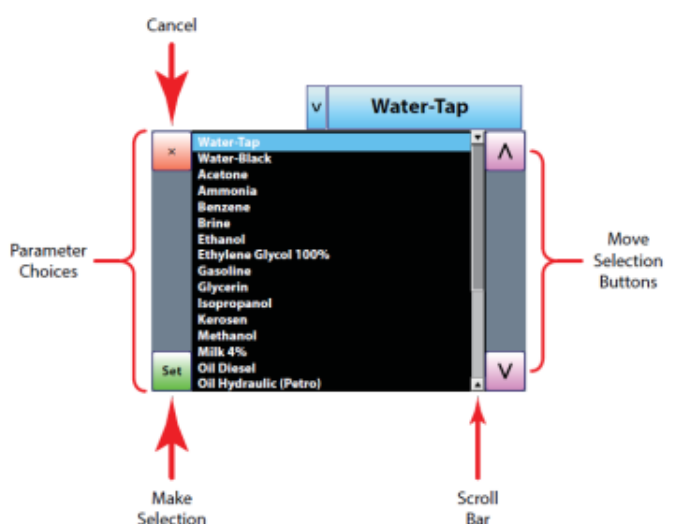 Cancel
v Water-Tap
×
Water-Tap
Water-Black
Acetone
Ammonia
Benzene
Brine
Ethanol
Ethylene Glycol 100%
Gasoline
Glycerin
Isopropanol
Kerosen
Methanol
Milk 4%
Oil Diesel
Oil Hydraulic (Petro)
Set
Λ
V
Parameter
Choices
Move
Selection
Buttons
Make
Selection
Scroll
Bar